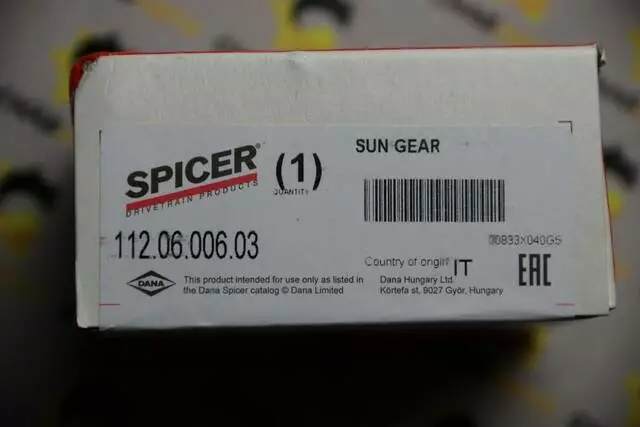 SPICER®
DRIVETRAIN PRODUCTS
(1)
QUANTITY
SUN GEAR
112.06.006.03
00833X040GS
Country of origin IT
EAC
DANA
This product intended for use only as listed in
the Dana Spicer catalog © Dana Limited
Dana Hungary Ltd.
Körtefa st, 9027 Győr, Hungary